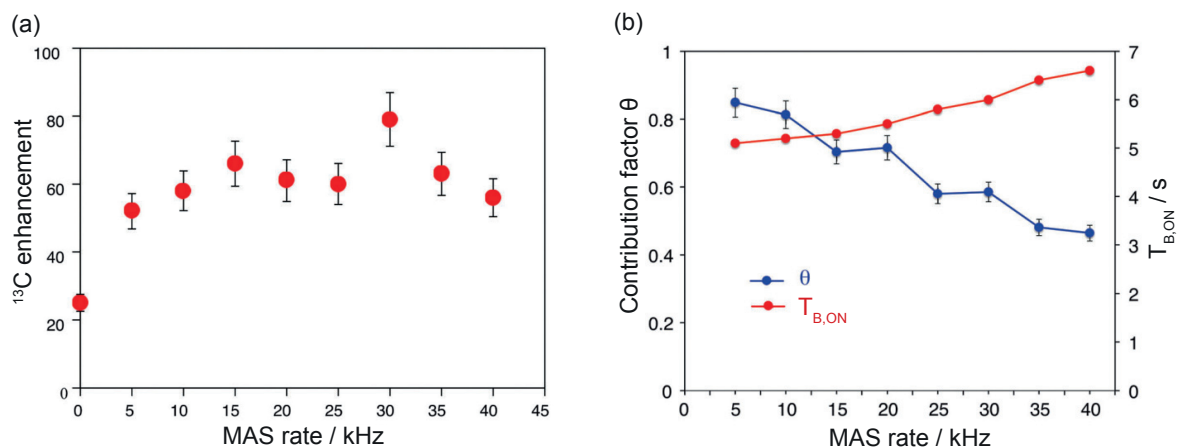 (a)
100
80
60
40
20
0
¹³C enhancement
0 5 10 15 20 25 30 35 40 45
MAS rate / kHz
(b)
1
0.8
0.6
0.4
0.2
0
Contribution factor θ
7
6
5
4
3
2
1
0
T_B,ON / s
θ
T_B,ON
0 5 10 15 20 25 30 35 40
MAS rate / kHz